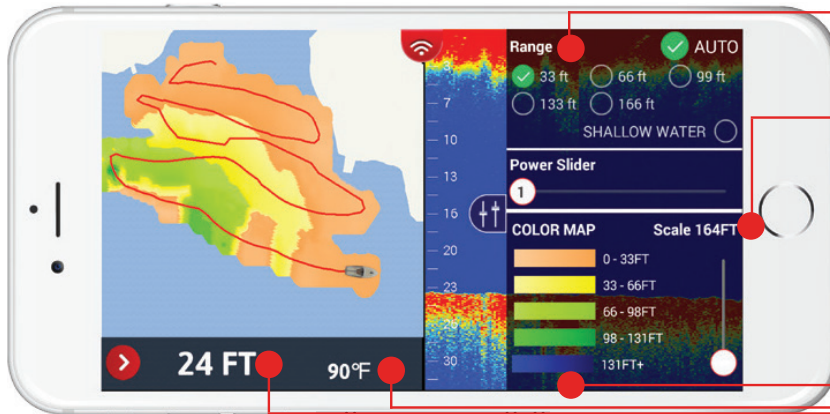 Range
AUTO
33 ft
66 ft
99 ft
133 ft
166 ft
SHALLOW WATER
Power Slider
1
COLOR MAP
Scale 164FT
0 - 33FT
33 - 66FT
66 - 98FT
98 - 131FT
131FT+
7
10
13
16
20
23
30
24 FT
90°F